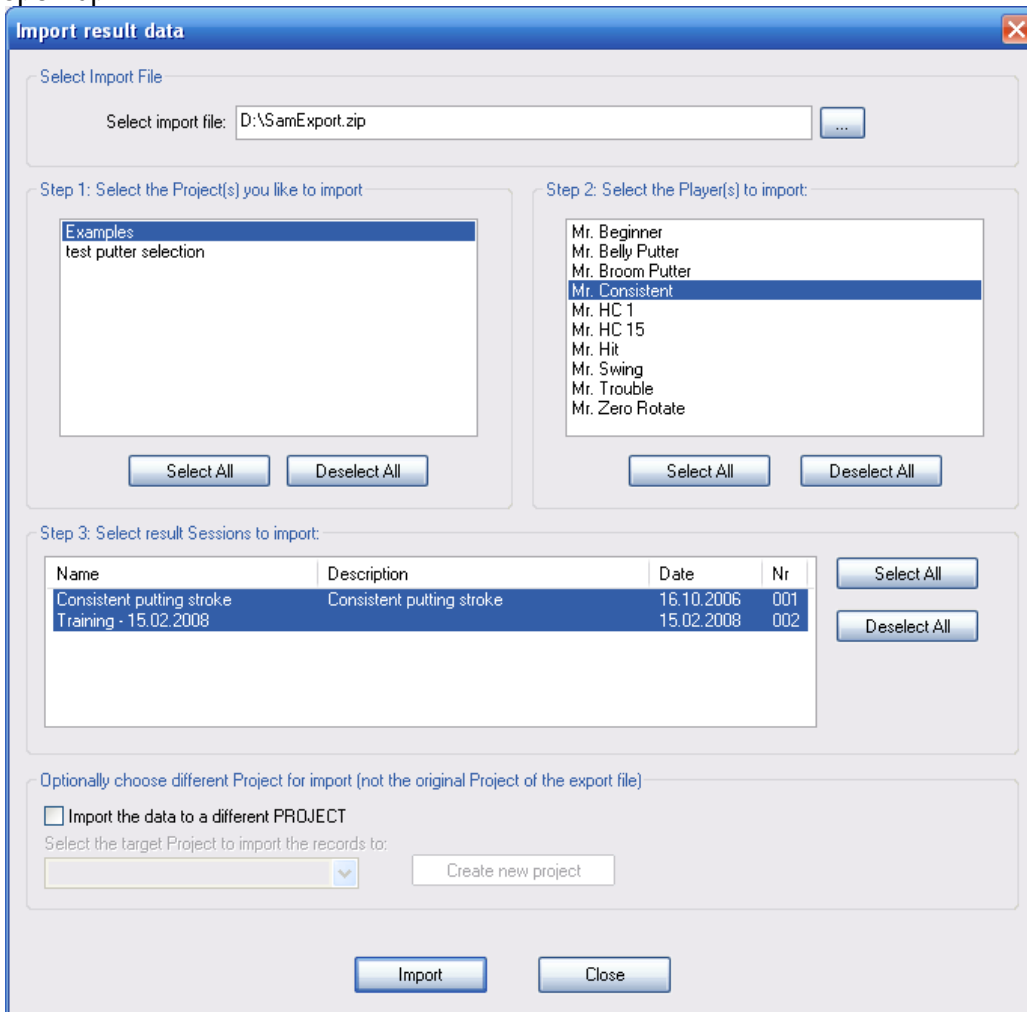 Import result data
Select Import File
Select import file: D:\SamExport.zip ...
Step 1: Select the Project(s) you like to import
Examples
test putter selection
Select All Deselect All
Step 2: Select the Player(s) to import:
Mr. Beginner
Mr. Belly Putter
Mr. Broom Putter
Mr. Consistent
Mr. HC 1
Mr. HC 15
Mr. Hit
Mr. Swing
Mr. Trouble
Mr. Zero Rotate
Select All Deselect All
Step 3: Select result Sessions to import:
Name Description Date Nr
Consistent putting stroke Consistent putting stroke 16.10.2006 001
Training - 15.02.2008 15.02.2008 002
Select All
Deselect All
Optionally choose different Project for import (not the original Project of the export file)
Import the data to a different PROJECT
Select the target Project to import the records to:
Create new project
Import Close